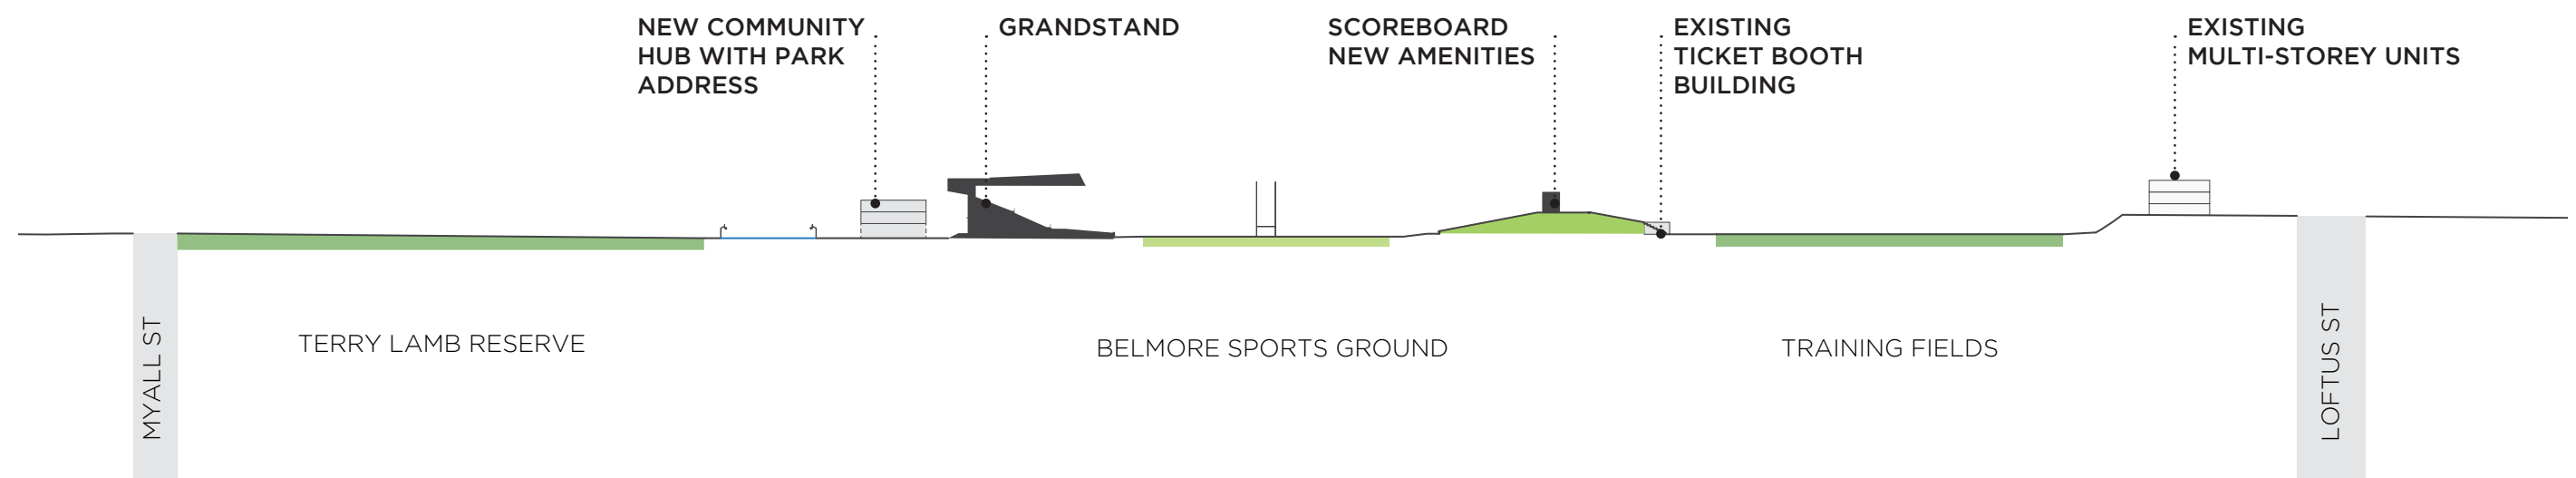 NEW COMMUNITY
HUB WITH PARK
ADDRESS
GRANDSTAND
SCOREBOARD
NEW AMENITIES
EXISTING
TICKET BOOTH
BUILDING
EXISTING
MULTI-STOREY UNITS
MYALL ST
TERRY LAMB RESERVE
BELMORE SPORTS GROUND
TRAINING FIELDS
LOFTUS ST